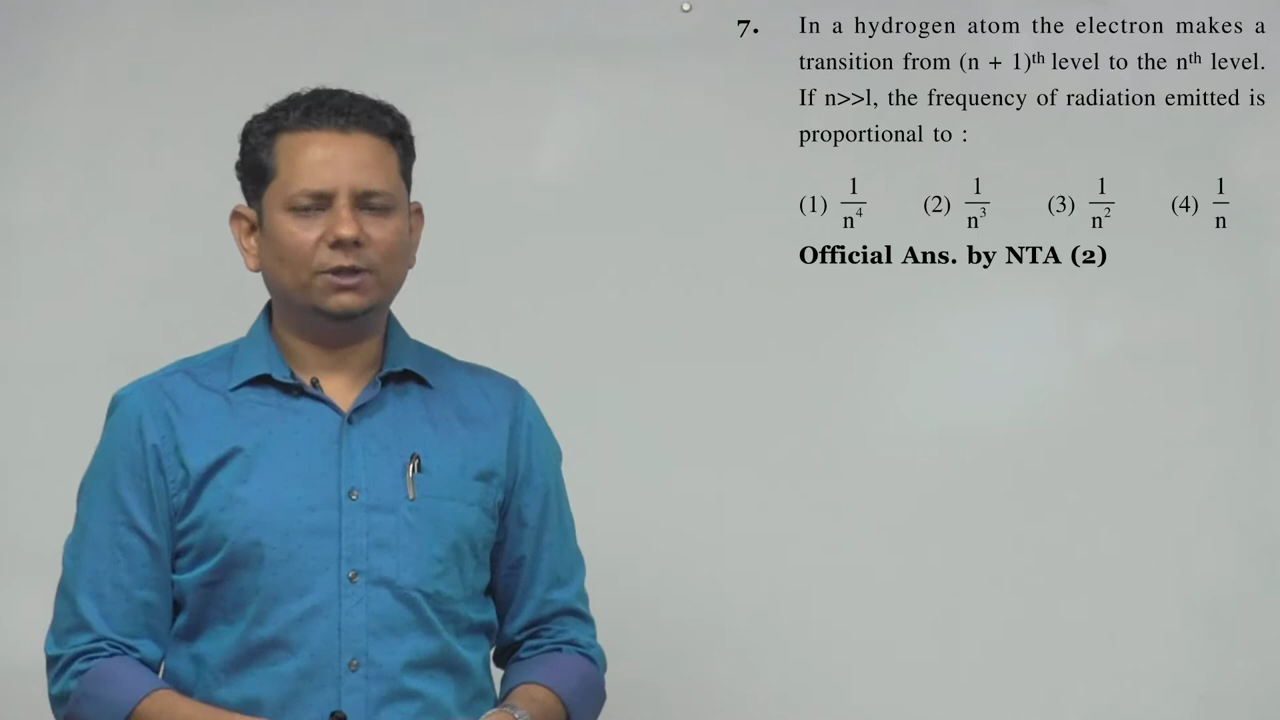 7. In a hydrogen atom the electron makes a
transition from (n + 1)th level to the nth level.
If n>>l, the frequency of radiation emitted is
proportional to :
(1) 1/n⁴ (2) 1/n³ (3) 1/n² (4) 1/n
Official Ans. by NTA (2)